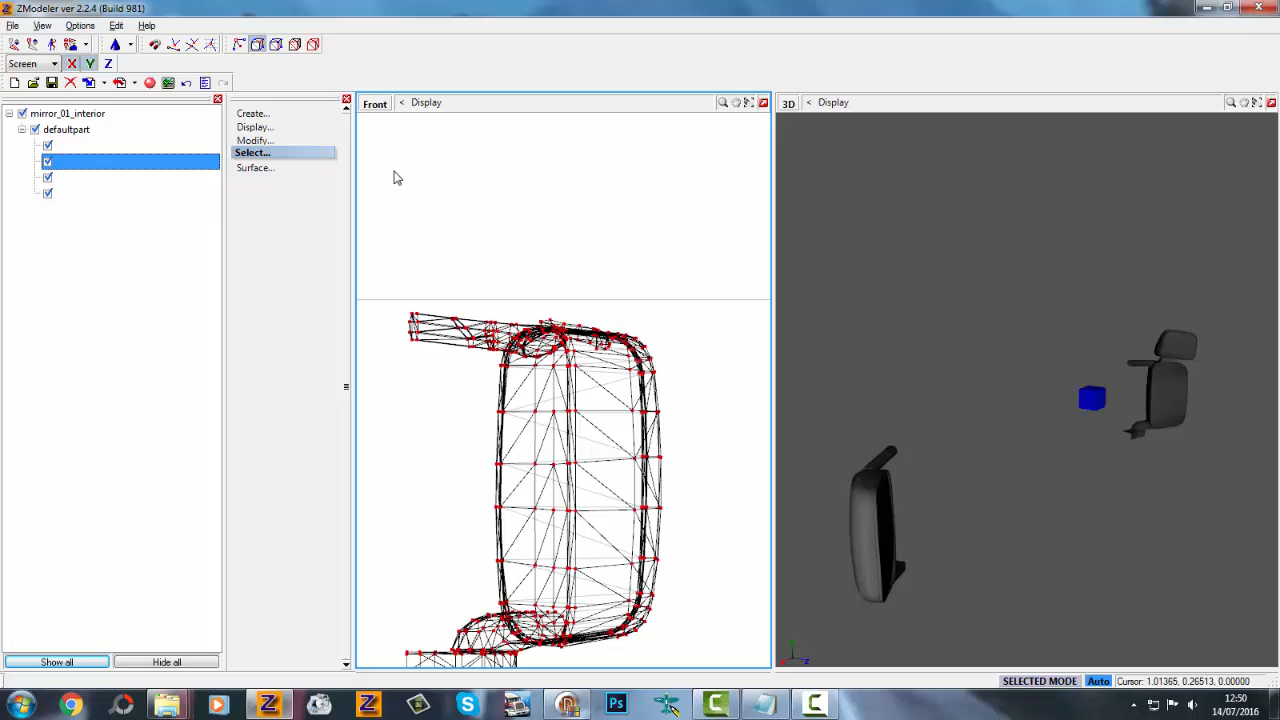 ZModeler ver 2.2.4 (Build 981)
File View Options Edit Help
Screen X Y Z
mirror_01_interior
defaultpart
Create...
Display...
Modify...
Select...
Surface...
Front < Display
3D < Display
Show all Hide all
SELECTED MODE Auto Cursor: 1.01365, 0.26513, 0.00000
12:50
14/07/2016